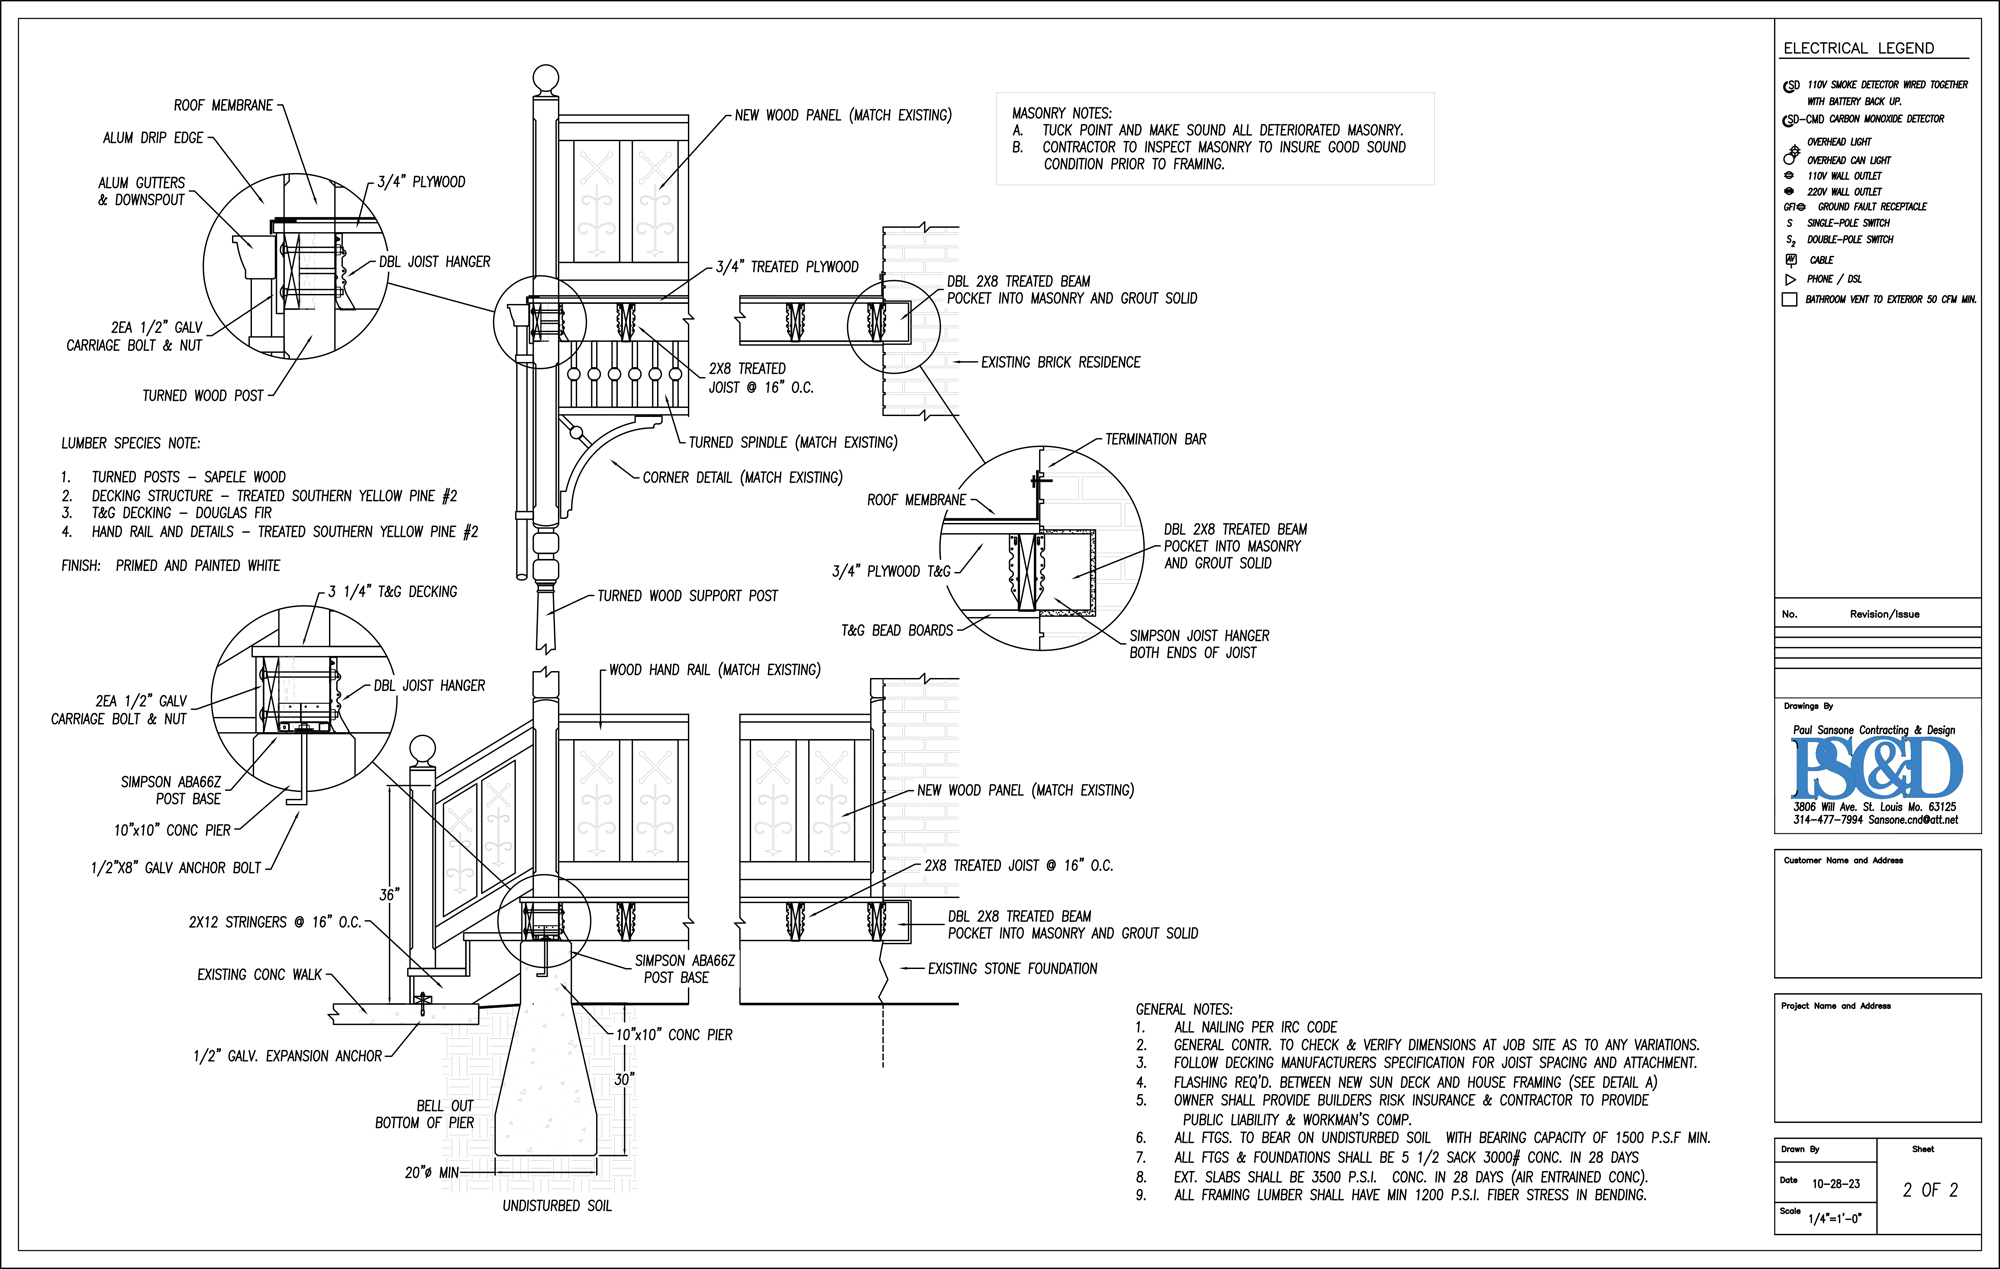 ROOF MEMBRANE
ALUM DRIP EDGE
ALUM GUTTERS
& DOWNSPOUT
3/4" PLYWOOD
DBL JOIST HANGER
2EA 1/2" GALV
CARRIAGE BOLT & NUT
TURNED WOOD POST
LUMBER SPECIES NOTE:
1. TURNED POSTS – SAPELE WOOD
2. DECKING STRUCTURE – TREATED SOUTHERN YELLOW PINE #2
3. T&G DECKING – DOUGLAS FIR
4. HAND RAIL AND DETAILS – TREATED SOUTHERN YELLOW PINE #2
FINISH: PRIMED AND PAINTED WHITE
3 1/4" T&G DECKING
DBL JOIST HANGER
2EA 1/2" GALV
CARRIAGE BOLT & NUT
SIMPSON ABA66Z
POST BASE
10"x10" CONC PIER
1/2"X8" GALV ANCHOR BOLT
36"
2X12 STRINGERS @ 16" O.C.
EXISTING CONC WALK
1/2" GALV. EXPANSION ANCHOR
BELL OUT
BOTTOM OF PIER
20"ø MIN
UNDISTURBED SOIL
30"
10"x10" CONC PIER
SIMPSON ABA66Z
POST BASE
NEW WOOD PANEL (MATCH EXISTING)
3/4" TREATED PLYWOOD
DBL 2X8 TREATED BEAM
POCKET INTO MASONRY AND GROUT SOLID
EXISTING BRICK RESIDENCE
2X8 TREATED
JOIST @ 16" O.C.
TURNED SPINDLE (MATCH EXISTING)
CORNER DETAIL (MATCH EXISTING)
TURNED WOOD SUPPORT POST
WOOD HAND RAIL (MATCH EXISTING)
TERMINATION BAR
ROOF MEMBRANE
3/4" PLYWOOD T&G
T&G BEAD BOARDS
DBL 2X8 TREATED BEAM
POCKET INTO MASONRY
AND GROUT SOLID
SIMPSON JOIST HANGER
BOTH ENDS OF JOIST
NEW WOOD PANEL (MATCH EXISTING)
2X8 TREATED JOIST @ 16" O.C.
DBL 2X8 TREATED BEAM
POCKET INTO MASONRY AND GROUT SOLID
EXISTING STONE FOUNDATION
MASONRY NOTES:
A. TUCK POINT AND MAKE SOUND ALL DETERIORATED MASONRY.
B. CONTRACTOR TO INSPECT MASONRY TO INSURE GOOD SOUND
CONDITION PRIOR TO FRAMING.
GENERAL NOTES:
1. ALL NAILING PER IRC CODE
2. GENERAL CONTR. TO CHECK & VERIFY DIMENSIONS AT JOB SITE AS TO ANY VARIATIONS.
3. FOLLOW DECKING MANUFACTURERS SPECIFICATION FOR JOIST SPACING AND ATTACHMENT.
4. FLASHING REQ'D. BETWEEN NEW SUN DECK AND HOUSE FRAMING (SEE DETAIL A)
5. OWNER SHALL PROVIDE BUILDERS RISK INSURANCE & CONTRACTOR TO PROVIDE
PUBLIC LIABILITY & WORKMAN'S COMP.
6. ALL FTGS. TO BEAR ON UNDISTURBED SOIL WITH BEARING CAPACITY OF 1500 P.S.F MIN.
7. ALL FTGS & FOUNDATIONS SHALL BE 5 1/2 SACK 3000# CONC. IN 28 DAYS
8. EXT. SLABS SHALL BE 3500 P.S.I. CONC. IN 28 DAYS (AIR ENTRAINED CONC).
9. ALL FRAMING LUMBER SHALL HAVE MIN 1200 P.S.I. FIBER STRESS IN BENDING.
ELECTRICAL LEGEND
SD 110V SMOKE DETECTOR WIRED TOGETHER
WITH BATTERY BACK UP.
SD-CMD CARBON MONOXIDE DETECTOR
OVERHEAD LIGHT
OVERHEAD CAN LIGHT
110V WALL OUTLET
220V WALL OUTLET
GFI GROUND FAULT RECEPTACLE
S SINGLE-POLE SWITCH
S2 DOUBLE-POLE SWITCH
AV CABLE
PHONE / DSL
BATHROOM VENT TO EXTERIOR 50 CFM MIN.
No. Revision/Issue
Drawings By
Paul Sansone Contracting & Design
PSC&D
3806 Will Ave. St. Louis Mo. 63125
314-477-7994 Sansone.cnd@att.net
Customer Name and Address
Project Name and Address
Drawn By
Sheet
Date 10-28-23
2 OF 2
Scale 1/4"=1'-0"